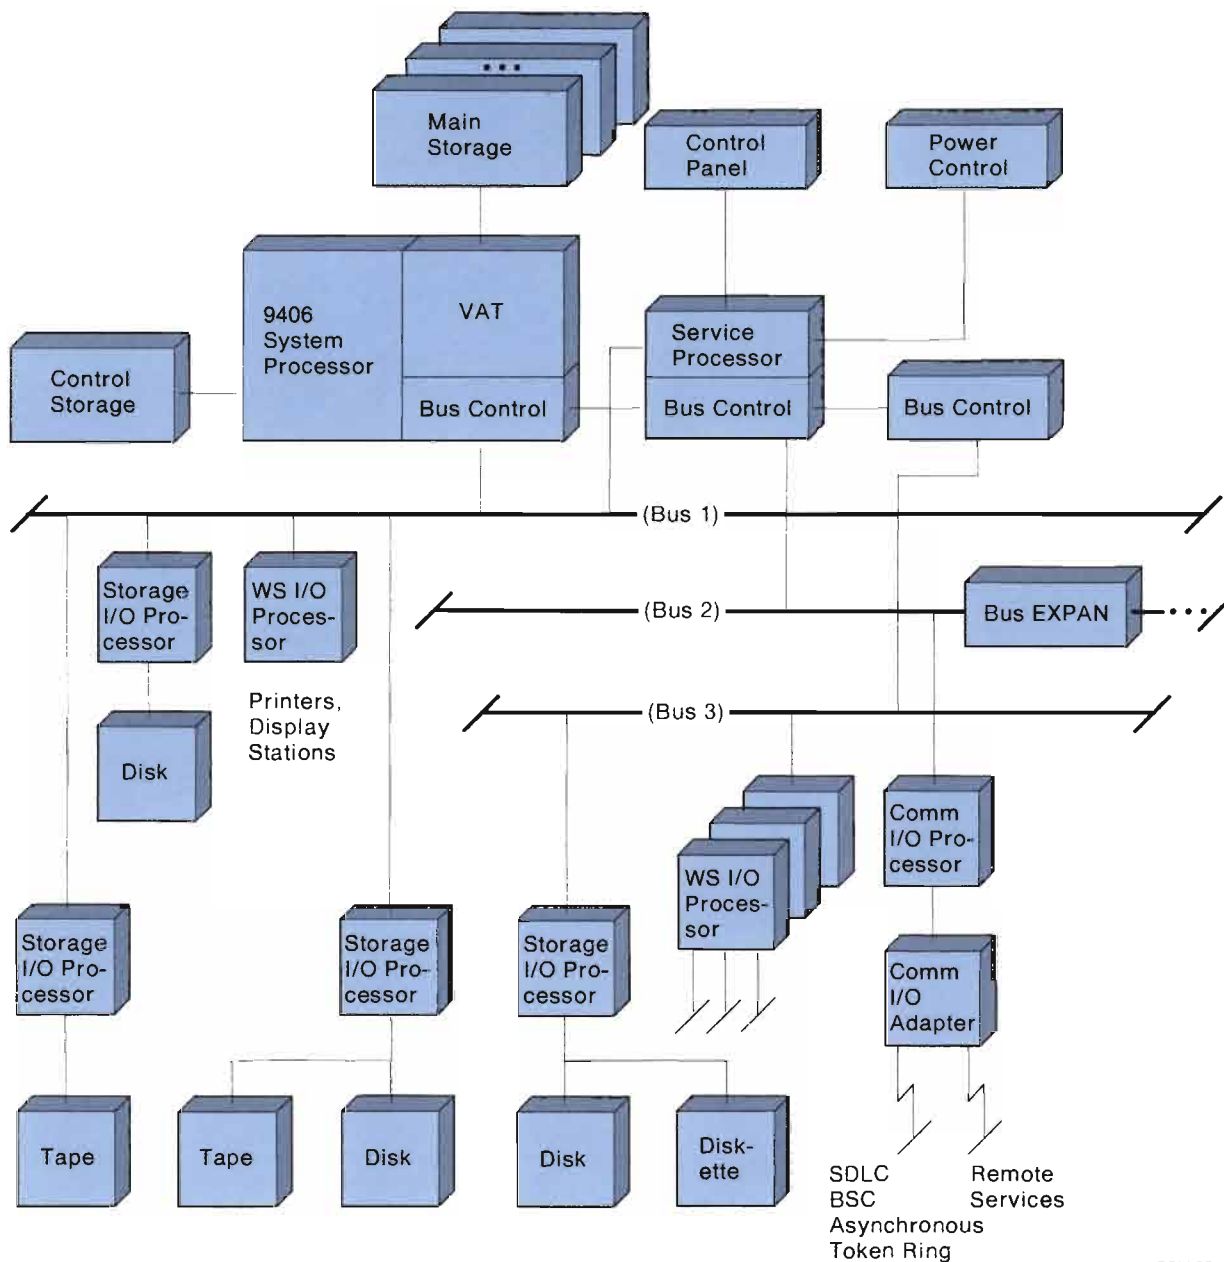 Main
Storage
Control
Panel
Power
Control
9406
System
Processor
VAT
Bus Control
Service
Processor
Bus Control
Bus Control
Control
Storage
(Bus 1)
Storage
I/O Pro-
cessor
WS I/O
Proces-
sor
(Bus 2)
Bus EXPAN
Printers,
Display
Stations
(Bus 3)
Disk
Comm
I/O Pro-
cessor
WS I/O
Proces-
sor
Storage
I/O Pro-
cessor
Storage
I/O Pro-
cessor
Storage
I/O Pro-
cessor
Comm
I/O
Adapter
Tape
Tape
Disk
Disk
Disk-
ette
SDLC
BSC
Asynchronous
Token Ring
Remote
Services